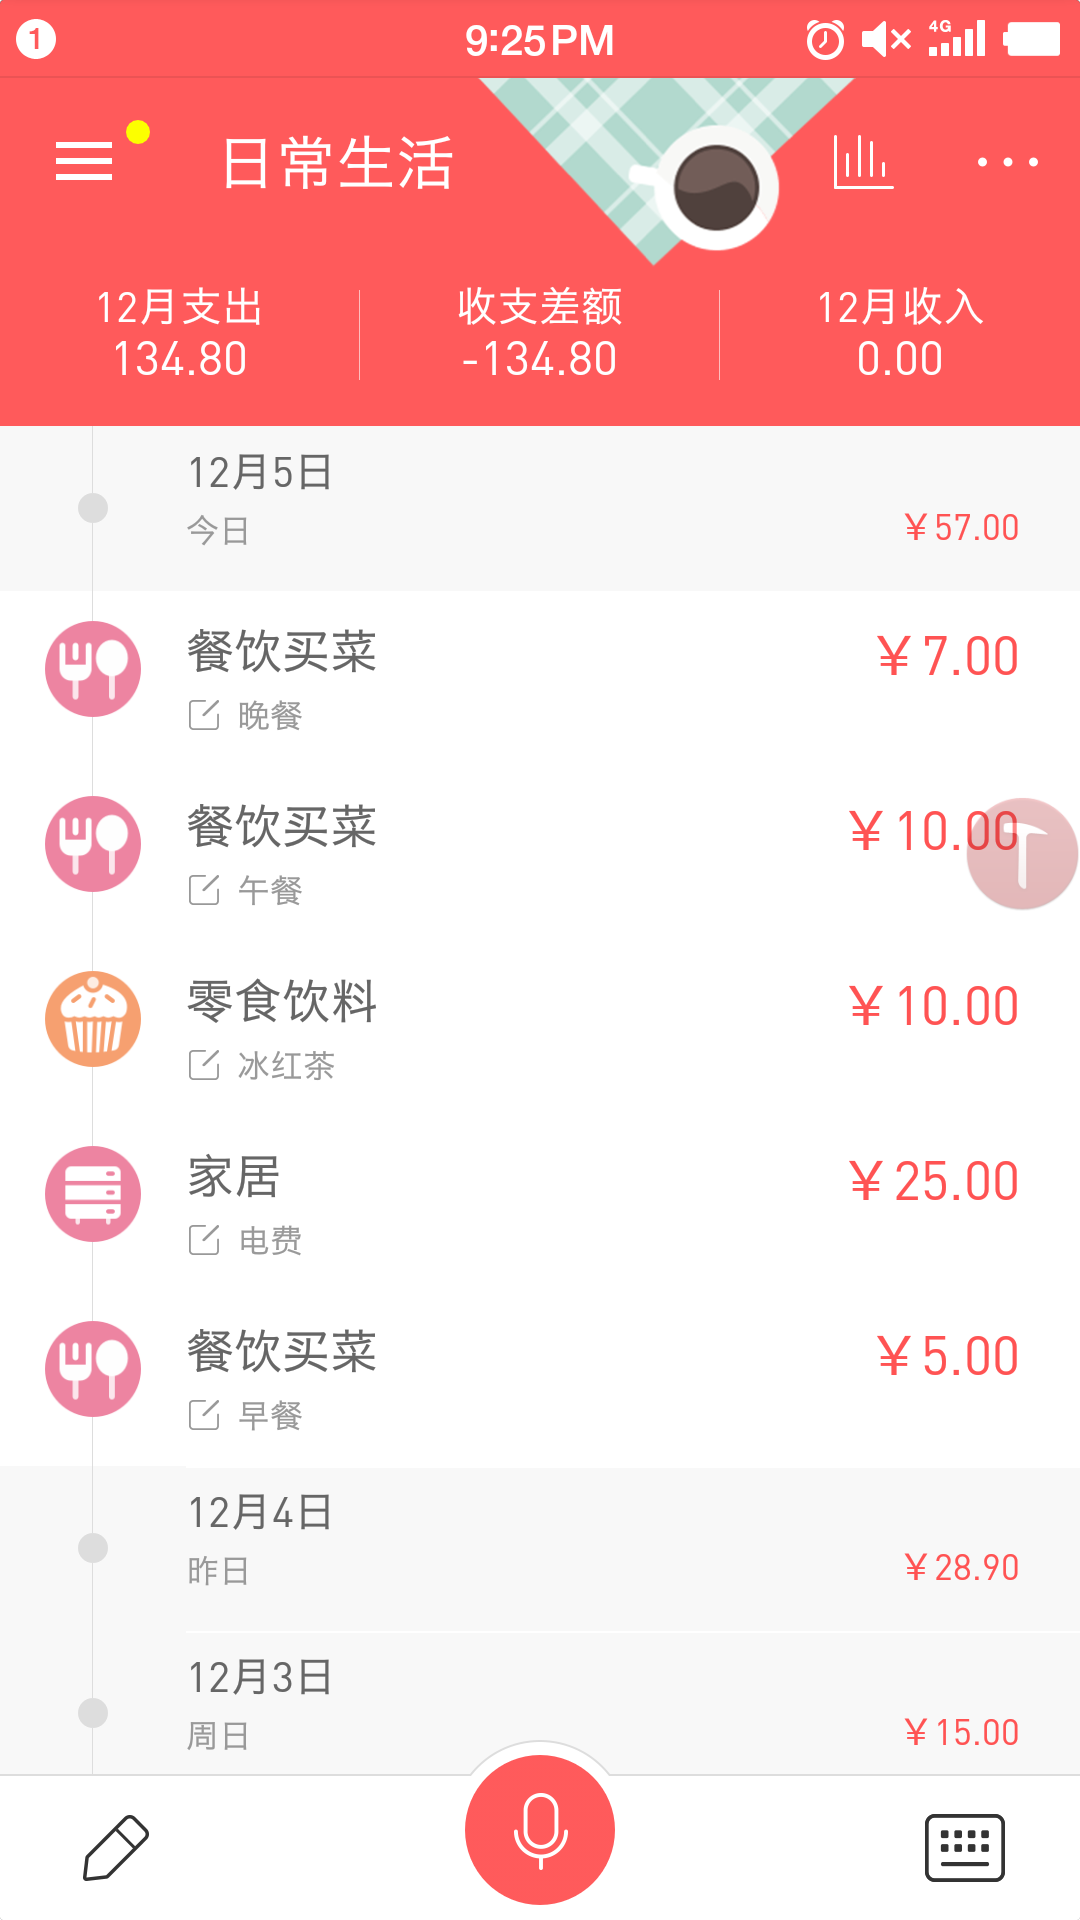 1
9:25PM
4G
日常生活
12月支出
134.80
收支差额
-134.80
12月收入
0.00
12月5日
今日
¥57.00
餐饮买菜
¥7.00
晚餐
餐饮买菜
¥10.00
午餐
零食饮料
¥10.00
冰红茶
家居
¥25.00
电费
餐饮买菜
¥5.00
早餐
12月4日
昨日
¥28.90
12月3日
周日
¥15.00